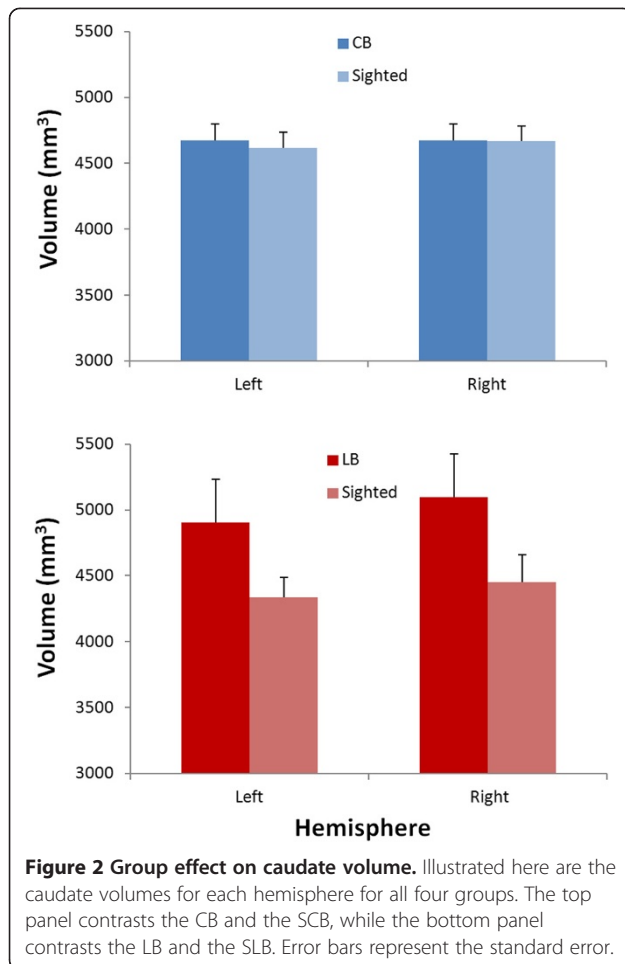 5500
CB
Sighted
5000
4500
Volume (mm³)
4000
3500
3000
Left
Right
5500
LB
Sighted
5000
4500
Volume (mm³)
4000
3500
3000
Left
Right
Hemisphere
Figure 2 Group effect on caudate volume. Illustrated here are the
caudate volumes for each hemisphere for all four groups. The top
panel contrasts the CB and the SCB, while the bottom panel
contrasts the LB and the SLB. Error bars represent the standard error.